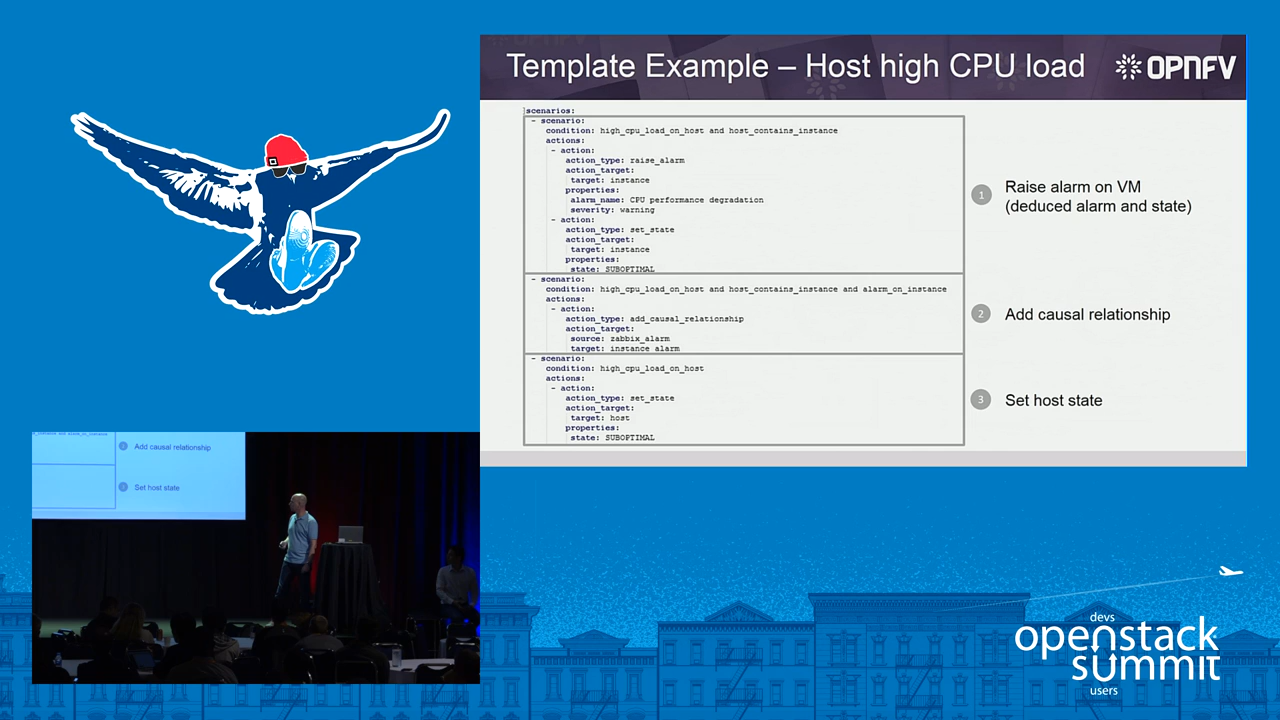 Template Example – Host high CPU load
OPNFV
scenarios:
- scenario:
condition: high_cpu_load_on_host and host_contains_instance
actions:
- action:
action_type: raise_alarm
action_target:
target: instance
properties:
alarm_name: CPU performance degradation
severity: warning
- action:
action_type: set_state
action_target:
target: instance
properties:
state: SUBOPTIMAL
- scenario:
condition: high_cpu_load_on_host and host_contains_instance and alarm_on_instance
actions:
- action:
action_type: add_causal_relationship
action_target:
source: zabbix_alarm
target: instance_alarm
- scenario:
condition: high_cpu_load_on_host
actions:
- action:
action_type: set_state
action_target:
target: host
properties:
state: SUBOPTIMAL
1 Raise alarm on VM
(deduced alarm and state)
2 Add causal relationship
3 Set host state
Add causal relationship
Set host state
devs
openstack
summit
users